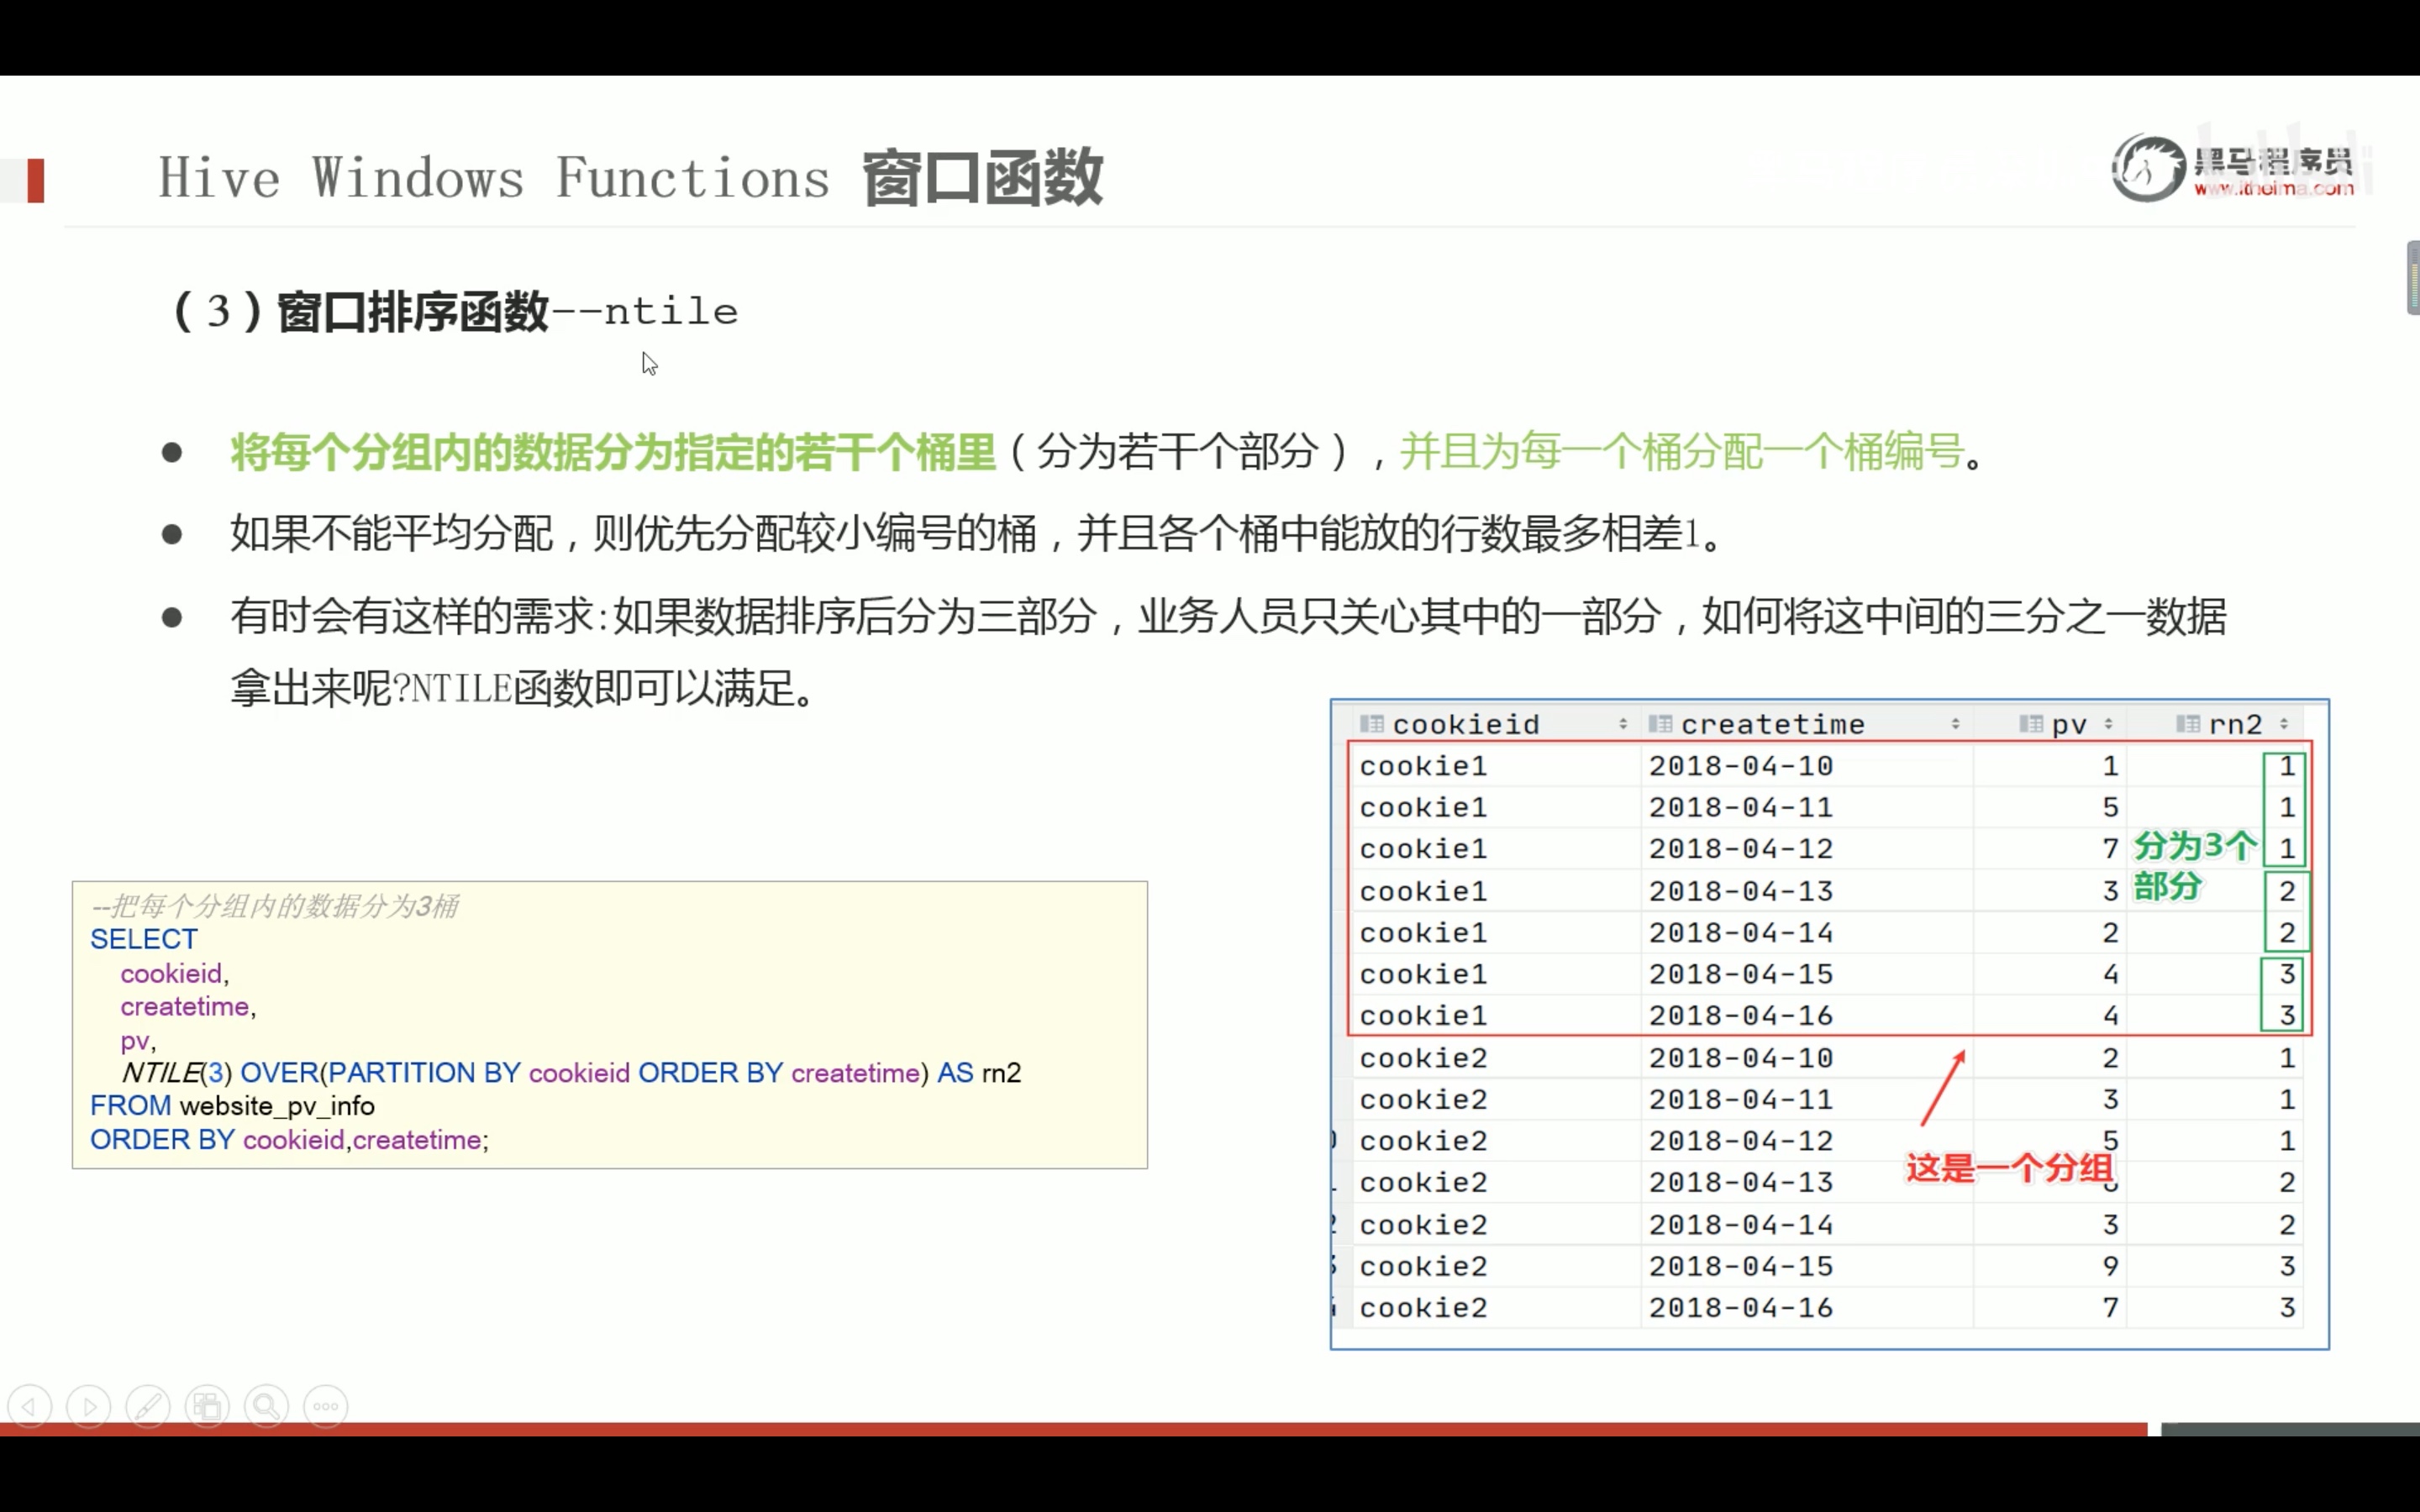 Hive Windows Functions 窗口函数
黑马程序员
www.itheima.com
（3）窗口排序函数--ntile
● 将每个分组内的数据分为指定的若干个桶里（分为若干个部分），并且为每一个桶分配一个桶编号。
● 如果不能平均分配，则优先分配较小编号的桶，并且各个桶中能放的行数最多相差1。
● 有时会有这样的需求:如果数据排序后分为三部分，业务人员只关心其中的一部分，如何将这中间的三分之一数据
拿出来呢?NTILE函数即可以满足。
--把每个分组内的数据分为3桶
SELECT
cookieid,
createtime,
pv,
NTILE(3) OVER(PARTITION BY cookieid ORDER BY createtime) AS rn2
FROM website_pv_info
ORDER BY cookieid,createtime;
cookieid createtime pv rn2
cookie1 2018-04-10 1 1
cookie1 2018-04-11 5 1
cookie1 2018-04-12 7 1
分为3个
部分
cookie1 2018-04-13 3 2
cookie1 2018-04-14 2 2
cookie1 2018-04-15 4 3
cookie1 2018-04-16 4 3
cookie2 2018-04-10 2 1
cookie2 2018-04-11 3 1
cookie2 2018-04-12 5 1
这是一个分组
cookie2 2018-04-13 2
cookie2 2018-04-14 3 2
cookie2 2018-04-15 9 3
cookie2 2018-04-16 7 3